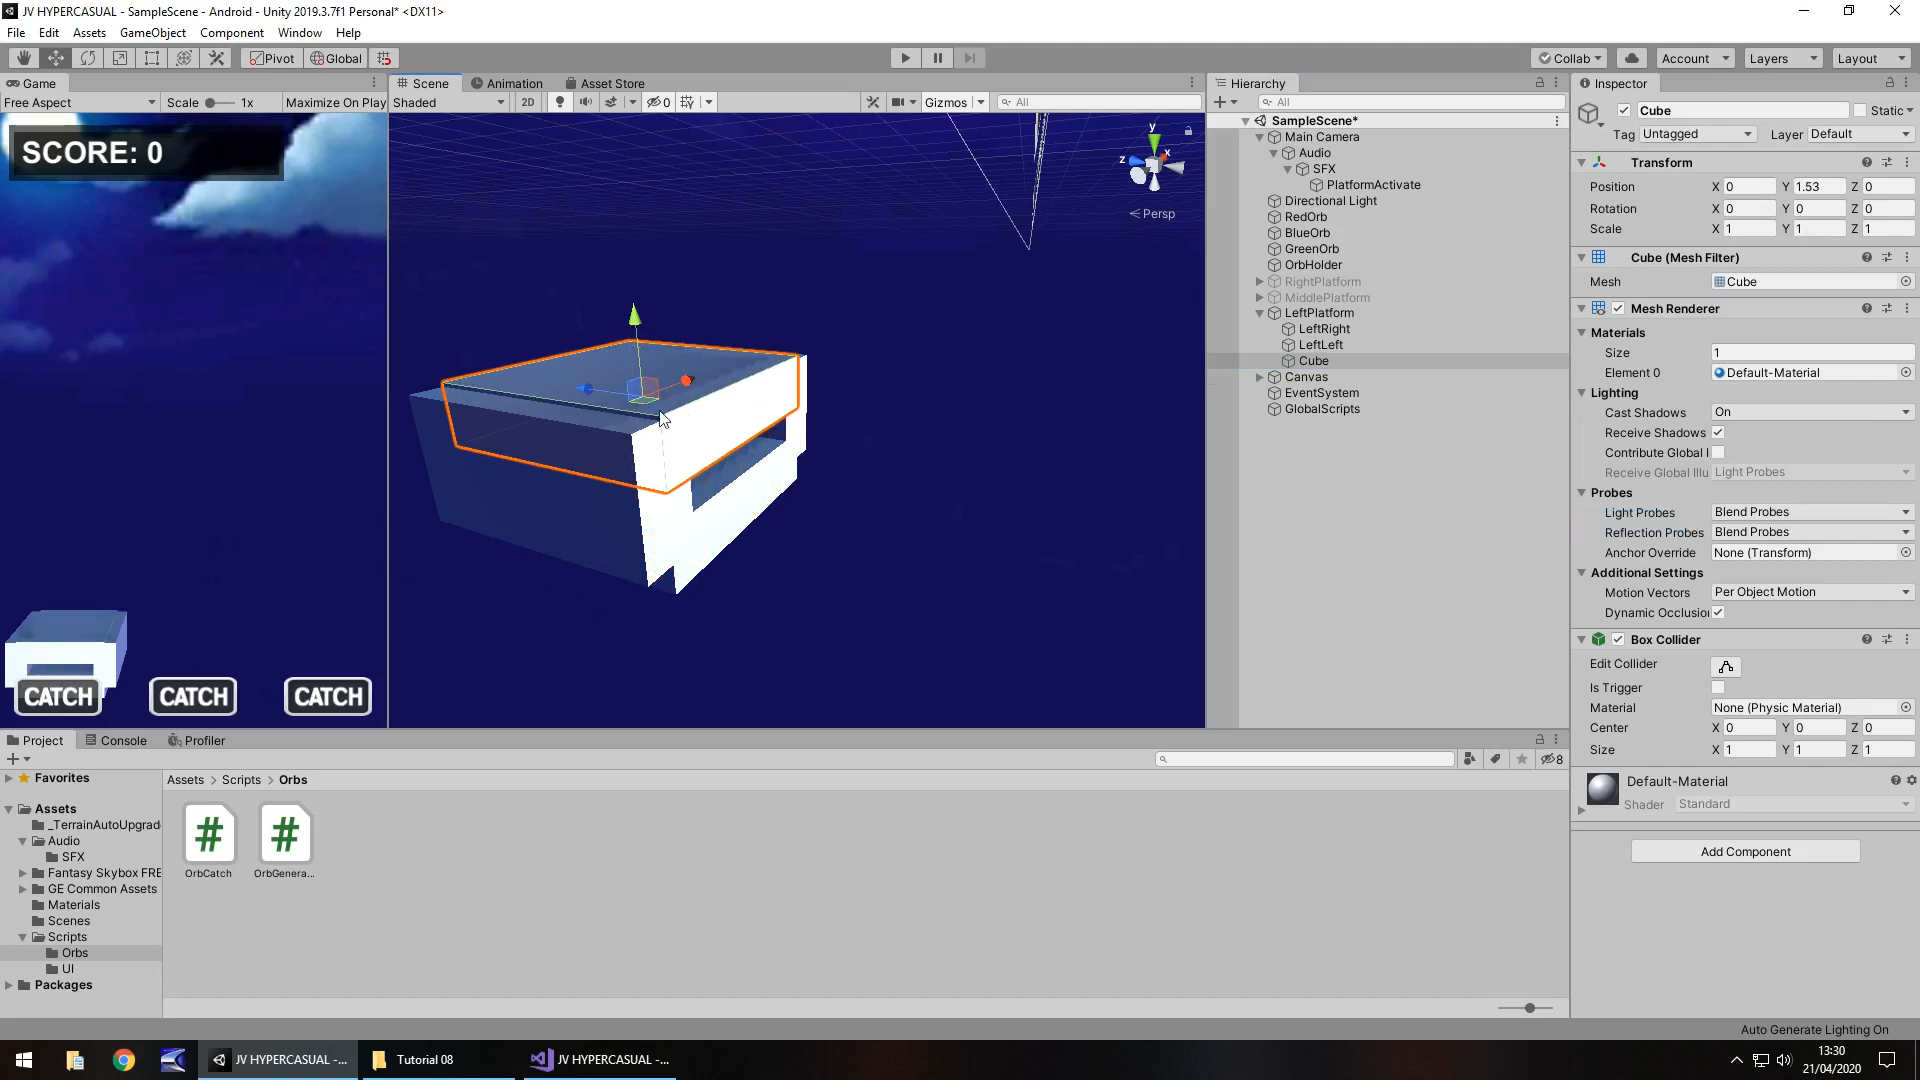 JV HYPERCASUAL - SampleScene - Android - Unity 2019.3.7f1 Personal* <DX11>
File Edit Assets GameObject Component Window Help
Pivot Global Collab Account Layers Layout
Game Scene Animation Asset Store Hierarchy Inspector
Free Aspect Scale 1x Maximize On Play Shaded 2D 0 Gizmos All All
SCORE: 0
y
x
z
Persp
CATCH CATCH CATCH
SampleScene*
Main Camera
Audio
SFX
PlatformActivate
Directional Light
RedOrb
BlueOrb
GreenOrb
OrbHolder
RightPlatform
MiddlePlatform
LeftPlatform
LeftRight
LeftLeft
Cube
Canvas
EventSystem
GlobalScripts
Cube Static
Tag Untagged Layer Default
Transform
Position X 0 Y 1.53 Z 0
Rotation X 0 Y 0 Z 0
Scale X 1 Y 1 Z 1
Cube (Mesh Filter)
Mesh Cube
Mesh Renderer
Materials
Size 1
Element 0 Default-Material
Lighting
Cast Shadows On
Receive Shadows
Contribute Global I
Receive Global Illu Light Probes
Probes
Light Probes Blend Probes
Reflection Probes Blend Probes
Anchor Override None (Transform)
Additional Settings
Motion Vectors Per Object Motion
Dynamic Occlusion
Box Collider
Edit Collider
Is Trigger
Material None (Physic Material)
Center X 0 Y 0 Z 0
Size X 1 Y 1 Z 1
Default-Material
Shader Standard
Add Component
Project Console Profiler
8
Favorites
Assets
_TerrainAutoUpgrad
Audio
SFX
Fantasy Skybox FRE
GE Common Assets
Materials
Scenes
Scripts
Orbs
UI
Packages
Assets > Scripts > Orbs
OrbCatch OrbGenera...
Auto Generate Lighting On
JV HYPERCASUAL -... Tutorial 08 JV HYPERCASUAL -...
13:30
21/04/2020